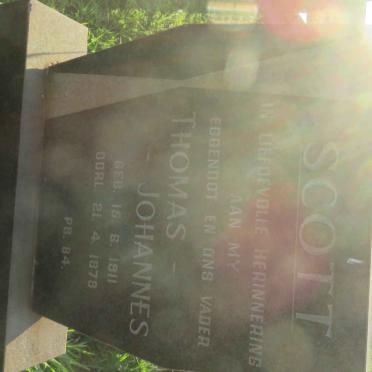 SCOTT
IN LIEFDEVOLLE HERINNERING
AAN MY
EGGENOOT EN ONS VADER
THOMAS
JOHANNES
GEB. 16. 8. 1911
OORL. 21. 4. 1978
PS. 84.